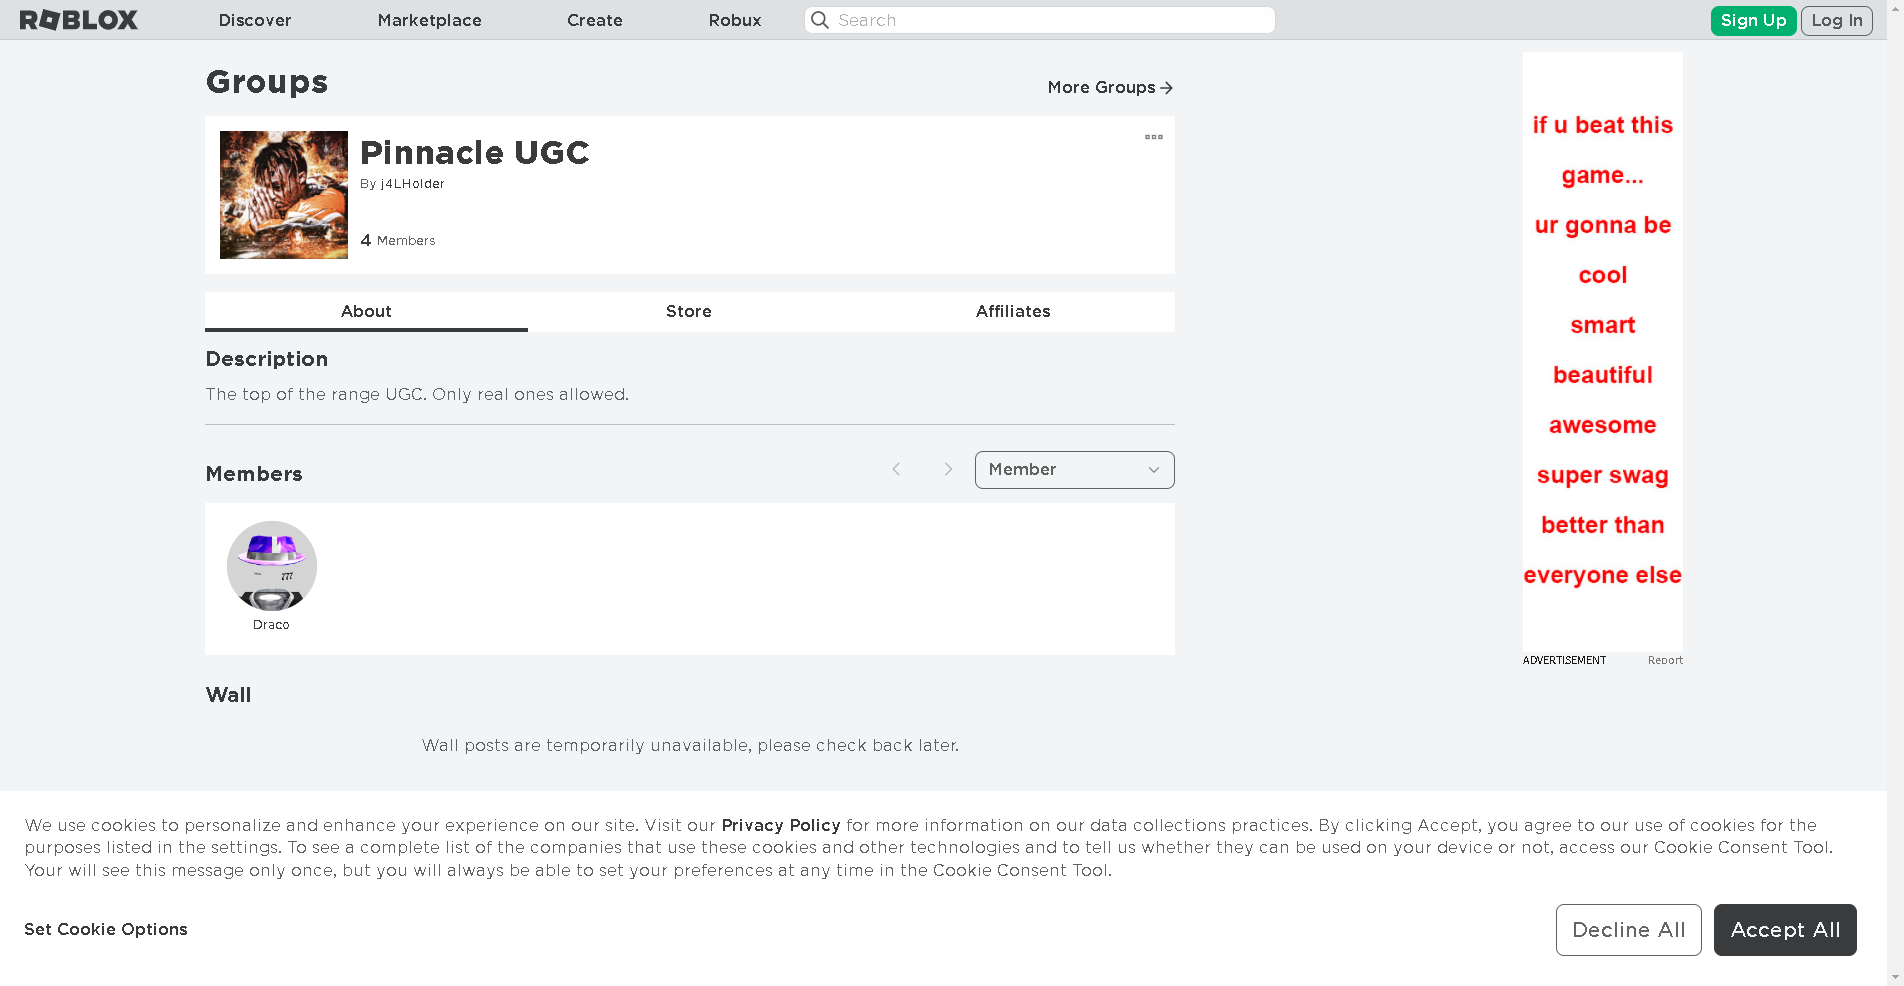 ROBLOX
Discover
Marketplace
Create
Robux
Search
Sign Up
Log In
Groups
More Groups
Pinnacle UGC
By j4LHolder
4 Members
About
Store
Affiliates
Description
The top of the range UGC. Only real ones allowed.
Members
Member
777
Draco
Wall
Wall posts are temporarily unavailable, please check back later.
if u beat this
game...
ur gonna be
cool
smart
beautiful
awesome
super swag
better than
everyone else
ADVERTISEMENT
Report
We use cookies to personalize and enhance your experience on our site. Visit our Privacy Policy for more information on our data collections practices. By clicking Accept, you agree to our use of cookies for the
purposes listed in the settings. To see a complete list of the companies that use these cookies and other technologies and to tell us whether they can be used on your device or not, access our Cookie Consent Tool.
Your will see this message only once, but you will always be able to set your preferences at any time in the Cookie Consent Tool.
Set Cookie Options
Decline All
Accept All